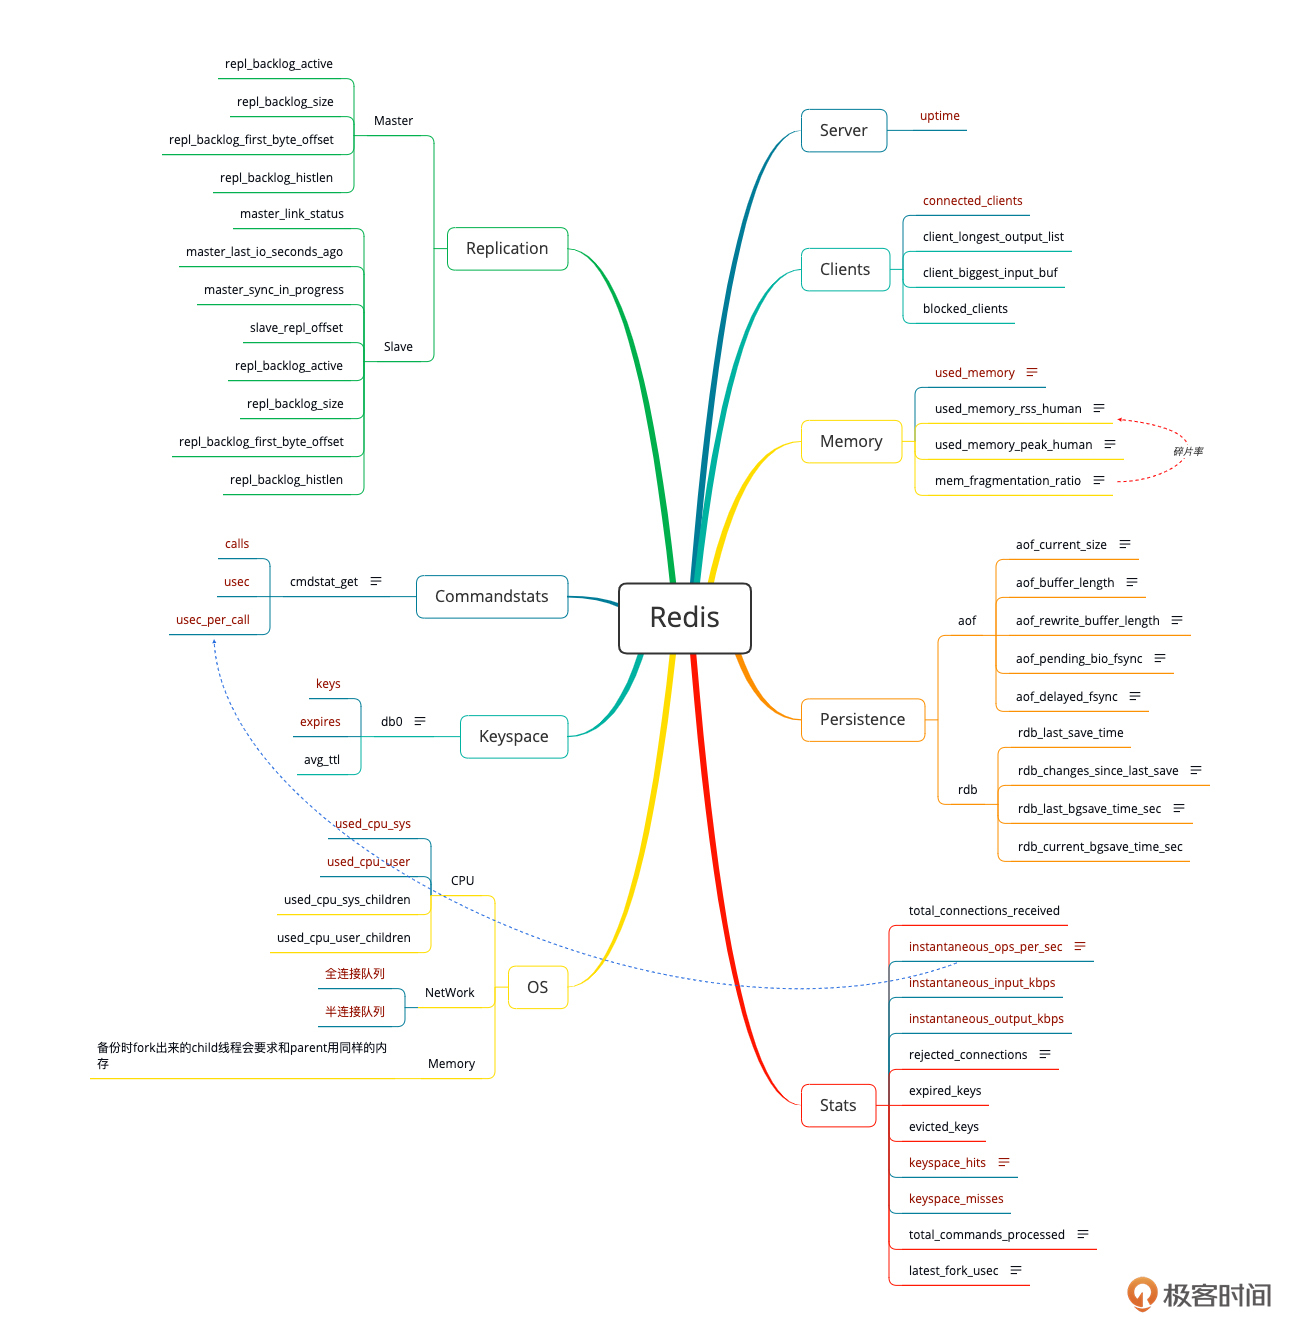 Redis
Replication
Master
repl_backlog_active
repl_backlog_size
repl_backlog_first_byte_offset
repl_backlog_histlen
Slave
master_link_status
master_last_io_seconds_ago
master_sync_in_progress
slave_repl_offset
repl_backlog_active
repl_backlog_size
repl_backlog_first_byte_offset
repl_backlog_histlen
Commandstats
cmdstat_get
calls
usec
usec_per_call
Keyspace
db0
keys
expires
avg_ttl
OS
CPU
used_cpu_sys
used_cpu_user
used_cpu_sys_children
used_cpu_user_children
NetWork
全连接队列
半连接队列
Memory
备份时fork出来的child线程会要求和parent用同样的内
存
Server
uptime
Clients
connected_clients
client_longest_output_list
client_biggest_input_buf
blocked_clients
Memory
used_memory
used_memory_rss_human
used_memory_peak_human
mem_fragmentation_ratio
碎片率
Persistence
aof
aof_current_size
aof_buffer_length
aof_rewrite_buffer_length
aof_pending_bio_fsync
aof_delayed_fsync
rdb
rdb_last_save_time
rdb_changes_since_last_save
rdb_last_bgsave_time_sec
rdb_current_bgsave_time_sec
Stats
total_connections_received
instantaneous_ops_per_sec
instantaneous_input_kbps
instantaneous_output_kbps
rejected_connections
expired_keys
evicted_keys
keyspace_hits
keyspace_misses
total_commands_processed
latest_fork_usec
极客时间